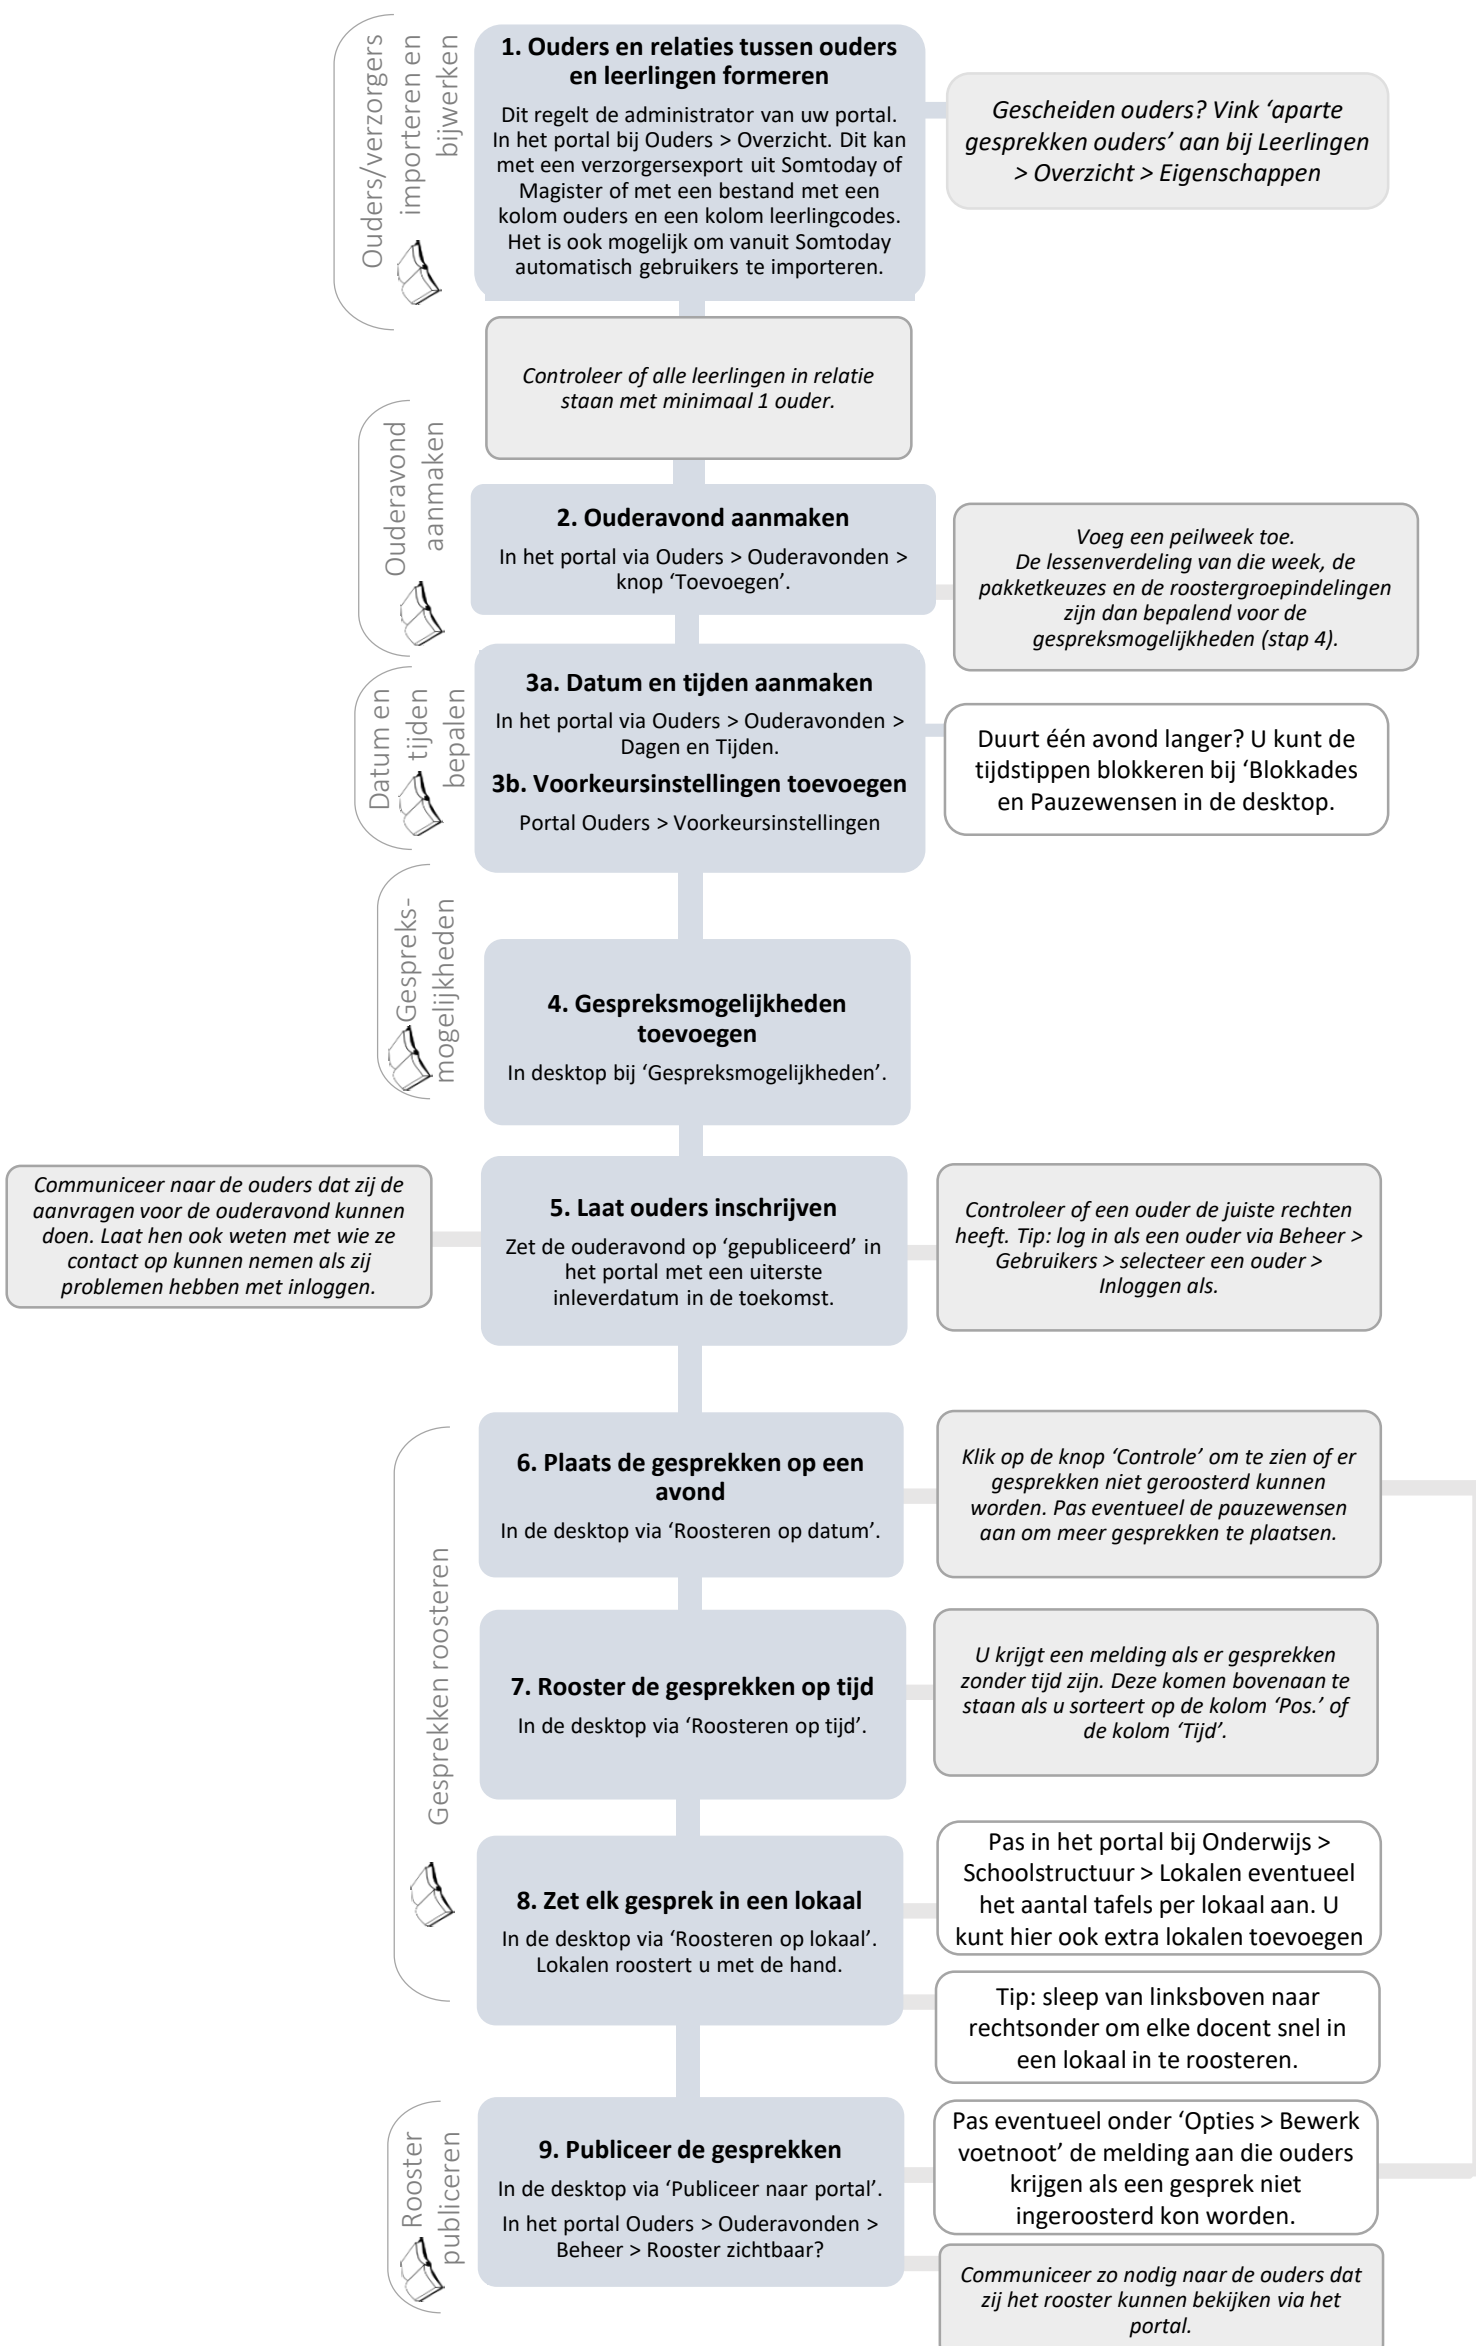 Ouders/verzorgers
importeren en
bijwerken
1. Ouders en relaties tussen ouders
en leerlingen formeren
Dit regelt de administrator van uw portal.
In het portal bij Ouders > Overzicht. Dit kan
met een verzorgersexport uit Somtoday of
Magister of met een bestand met een
kolom ouders en een kolom leerlingcodes.
Het is ook mogelijk om vanuit Somtoday
automatisch gebruikers te importeren.
Gescheiden ouders? Vink ‘aparte
gesprekken ouders’ aan bij Leerlingen
> Overzicht > Eigenschappen
Controleer of alle leerlingen in relatie
staan met minimaal 1 ouder.
Ouderavond
aanmaken
2. Ouderavond aanmaken
In het portal via Ouders > Ouderavonden >
knop ‘Toevoegen’.
Voeg een peilweek toe.
De lessenverdeling van die week, de
pakketkeuzes en de roostergroepindelingen
zijn dan bepalend voor de
gespreksmogelijkheden (stap 4).
Datum en
tijden
bepalen
3a. Datum en tijden aanmaken
In het portal via Ouders > Ouderavonden >
Dagen en Tijden.
3b. Voorkeursinstellingen toevoegen
Portal Ouders > Voorkeursinstellingen
Duurt één avond langer? U kunt de
tijdstippen blokkeren bij ‘Blokkades
en Pauzewensen in de desktop.
Gespreks-
mogelijkheden
4. Gespreksmogelijkheden
toevoegen
In desktop bij ‘Gespreksmogelijkheden’.
Communiceer naar de ouders dat zij de
aanvragen voor de ouderavond kunnen
doen. Laat hen ook weten met wie ze
contact op kunnen nemen als zij
problemen hebben met inloggen.
5. Laat ouders inschrijven
Zet de ouderavond op ‘gepubliceerd’ in
het portal met een uiterste
inleverdatum in de toekomst.
Controleer of een ouder de juiste rechten
heeft. Tip: log in als een ouder via Beheer >
Gebruikers > selecteer een ouder >
Inloggen als.
Gesprekken roosteren
6. Plaats de gesprekken op een
avond
In de desktop via ‘Roosteren op datum’.
Klik op de knop ‘Controle’ om te zien of er
gesprekken niet geroosterd kunnen
worden. Pas eventueel de pauzewensen
aan om meer gesprekken te plaatsen.
7. Rooster de gesprekken op tijd
In de desktop via ‘Roosteren op tijd’.
U krijgt een melding als er gesprekken
zonder tijd zijn. Deze komen bovenaan te
staan als u sorteert op de kolom ‘Pos.’ of
de kolom ‘Tijd’.
8. Zet elk gesprek in een lokaal
In de desktop via ‘Roosteren op lokaal’.
Lokalen roostert u met de hand.
Pas in het portal bij Onderwijs >
Schoolstructuur > Lokalen eventueel
het aantal tafels per lokaal aan. U
kunt hier ook extra lokalen toevoegen
Tip: sleep van linksboven naar
rechtsonder om elke docent snel in
een lokaal in te roosteren.
Rooster
publiceren
9. Publiceer de gesprekken
In de desktop via ‘Publiceer naar portal’.
In het portal Ouders > Ouderavonden >
Beheer > Rooster zichtbaar?
Pas eventueel onder ‘Opties > Bewerk
voetnoot’ de melding aan die ouders
krijgen als een gesprek niet
ingeroosterd kon worden.
Communiceer zo nodig naar de ouders dat
zij het rooster kunnen bekijken via het
portal.